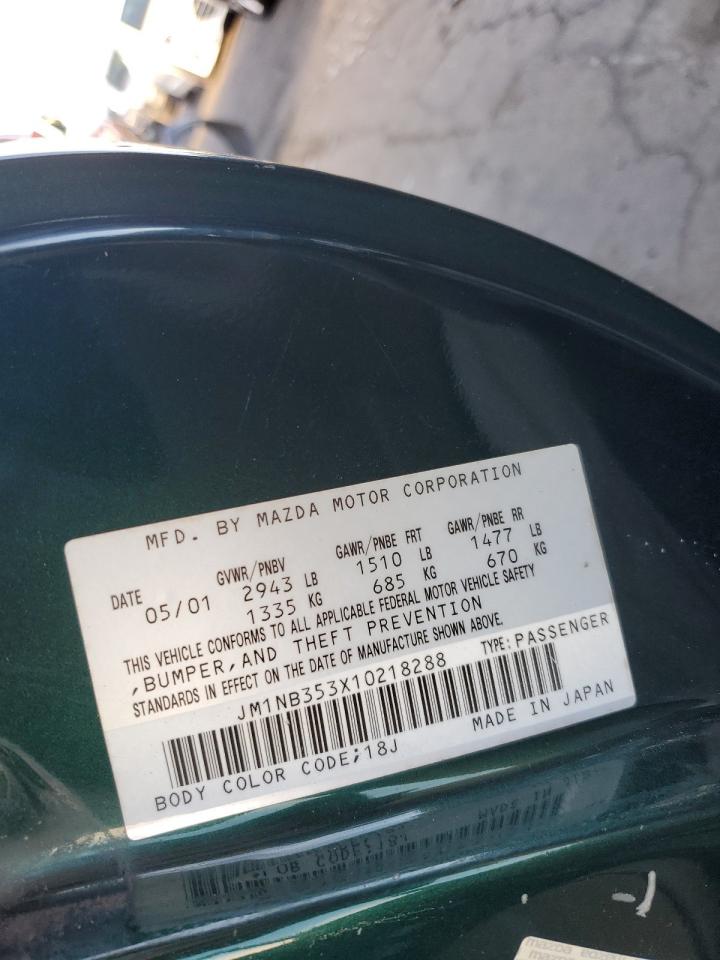 MFD. BY MAZDA MOTOR CORPORATION
DATE GVWR/PNBV GAWR/PNBE FRT GAWR/PNBE RR
05/01 2943 LB 1510 LB 1477 LB
1335 KG 685 KG 670 KG
THIS VEHICLE CONFORMS TO ALL APPLICABLE FEDERAL MOTOR VEHICLE SAFETY
,BUMPER,AND THEFT PREVENTION
STANDARDS IN EFFECT ON THE DATE OF MANUFACTURE SHOWN ABOVE.
JM1NB353X10218288 TYPE:PASSENGER
BODY COLOR CODE;18J MADE IN JAPAN
mazda